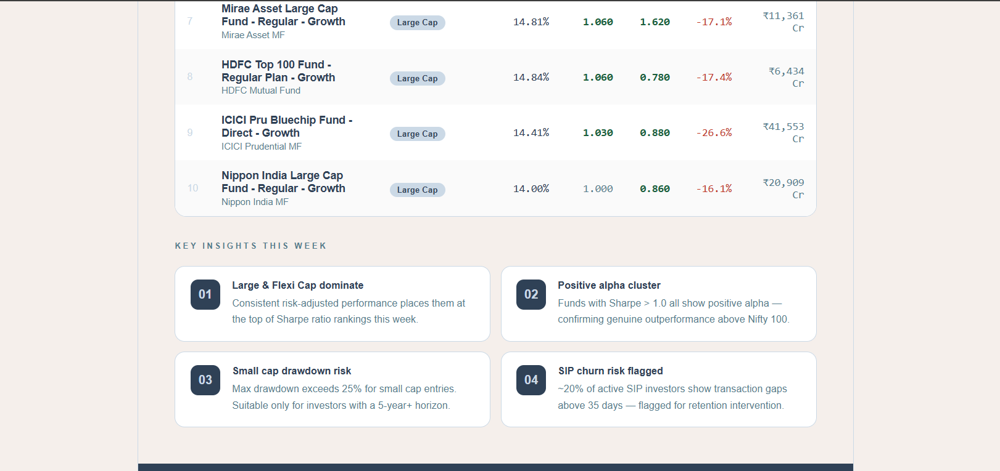 7
Mirae Asset Large Cap
Fund - Regular - Growth
Mirae Asset MF
Large Cap
14.81%
1.060
1.620
-17.1%
₹11,361
Cr
8
HDFC Top 100 Fund -
Regular Plan - Growth
HDFC Mutual Fund
Large Cap
14.84%
1.060
0.780
-17.4%
₹6,434
Cr
9
ICICI Pru Bluechip Fund -
Direct - Growth
ICICI Prudential MF
Large Cap
14.41%
1.030
0.880
-26.6%
₹41,553
Cr
10
Nippon India Large Cap
Fund - Regular - Growth
Nippon India MF
Large Cap
14.00%
1.000
0.860
-16.1%
₹20,909
Cr
KEY INSIGHTS THIS WEEK
01
Large & Flexi Cap dominate
Consistent risk-adjusted performance places them at
the top of Sharpe ratio rankings this week.
02
Positive alpha cluster
Funds with Sharpe > 1.0 all show positive alpha —
confirming genuine outperformance above Nifty 100.
03
Small cap drawdown risk
Max drawdown exceeds 25% for small cap entries.
Suitable only for investors with a 5-year+ horizon.
04
SIP churn risk flagged
~20% of active SIP investors show transaction gaps
above 35 days — flagged for retention intervention.